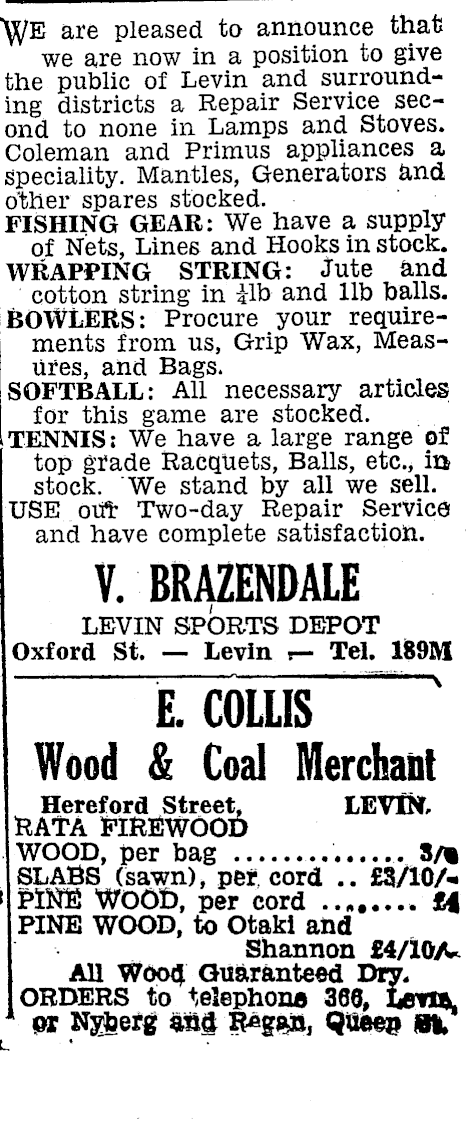 WE are pleased to announce that
we are now in a position to give
the public of Levin and surround-
ing districts a Repair Service sec-
ond to none in Lamps and Stoves.
Coleman and Primus appliances a
speciality. Mantles, Generators and
other spares stocked.
FISHING GEAR: We have a supply
of Nets, Lines and Hooks in stock.
WRAPPING STRING: Jute and
cotton string in ½lb and 1lb balls.
BOWLERS: Procure your require-
ments from us, Grip Wax, Meas-
ures, and Bags.
SOFTBALL: All necessary articles
for this game are stocked.
TENNIS: We have a large range of
top grade Racquets, Balls, etc., in
stock. We stand by all we sell.
USE our Two-day Repair Service
and have complete satisfaction.
V. BRAZENDALE
LEVIN SPORTS DEPOT
Oxford St. — Levin — Tel. 189M
E. COLLIS
Wood & Coal Merchant
Hereford Street, LEVIN.
RATA FIREWOOD
WOOD, per bag .............. 3/
SLABS (sawn), per cord .. £3/10/-
PINE WOOD, per cord ........ £4
PINE WOOD, to Otaki and
Shannon £4/10/-
All Wood Guaranteed Dry.
ORDERS to telephone 366, Levin,
or Nyberg and Regan, Queen St.